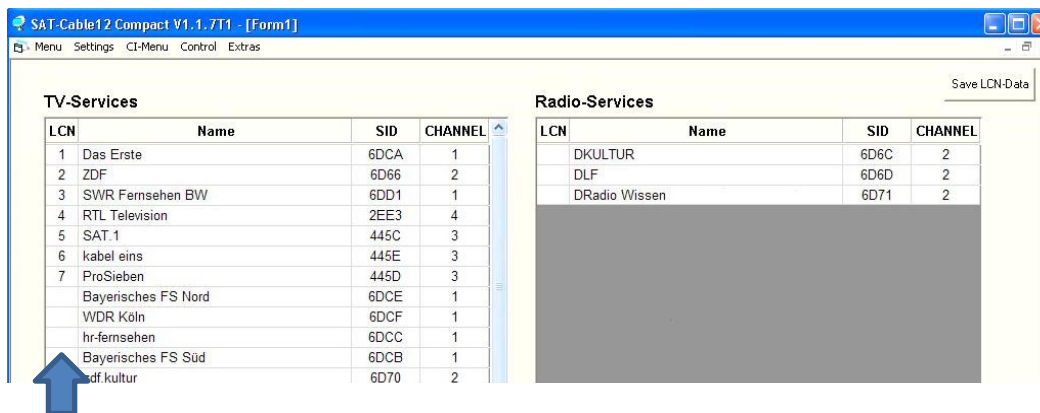 SAT-Cable12 Compact V1.1.7T1 - [Form1]
Menu Settings CI-Menu Control Extras
Save LCN-Data
TV-Services
LCN Name SID CHANNEL
1 Das Erste 6DCA 1
2 ZDF 6D66 2
3 SWR Fernsehen BW 6DD1 1
4 RTL Television 2EE3 4
5 SAT.1 445C 3
6 kabel eins 445E 3
7 ProSieben 445D 3
Bayerisches FS Nord 6DCE 1
WDR Köln 6DCF 1
hr-fernsehen 6DCC 1
Bayerisches FS Süd 6DCB 1
zdf.kultur 6D70 2
Radio-Services
LCN Name SID CHANNEL
DKULTUR 6D6C 2
DLF 6D6D 2
DRadio Wissen 6D71 2